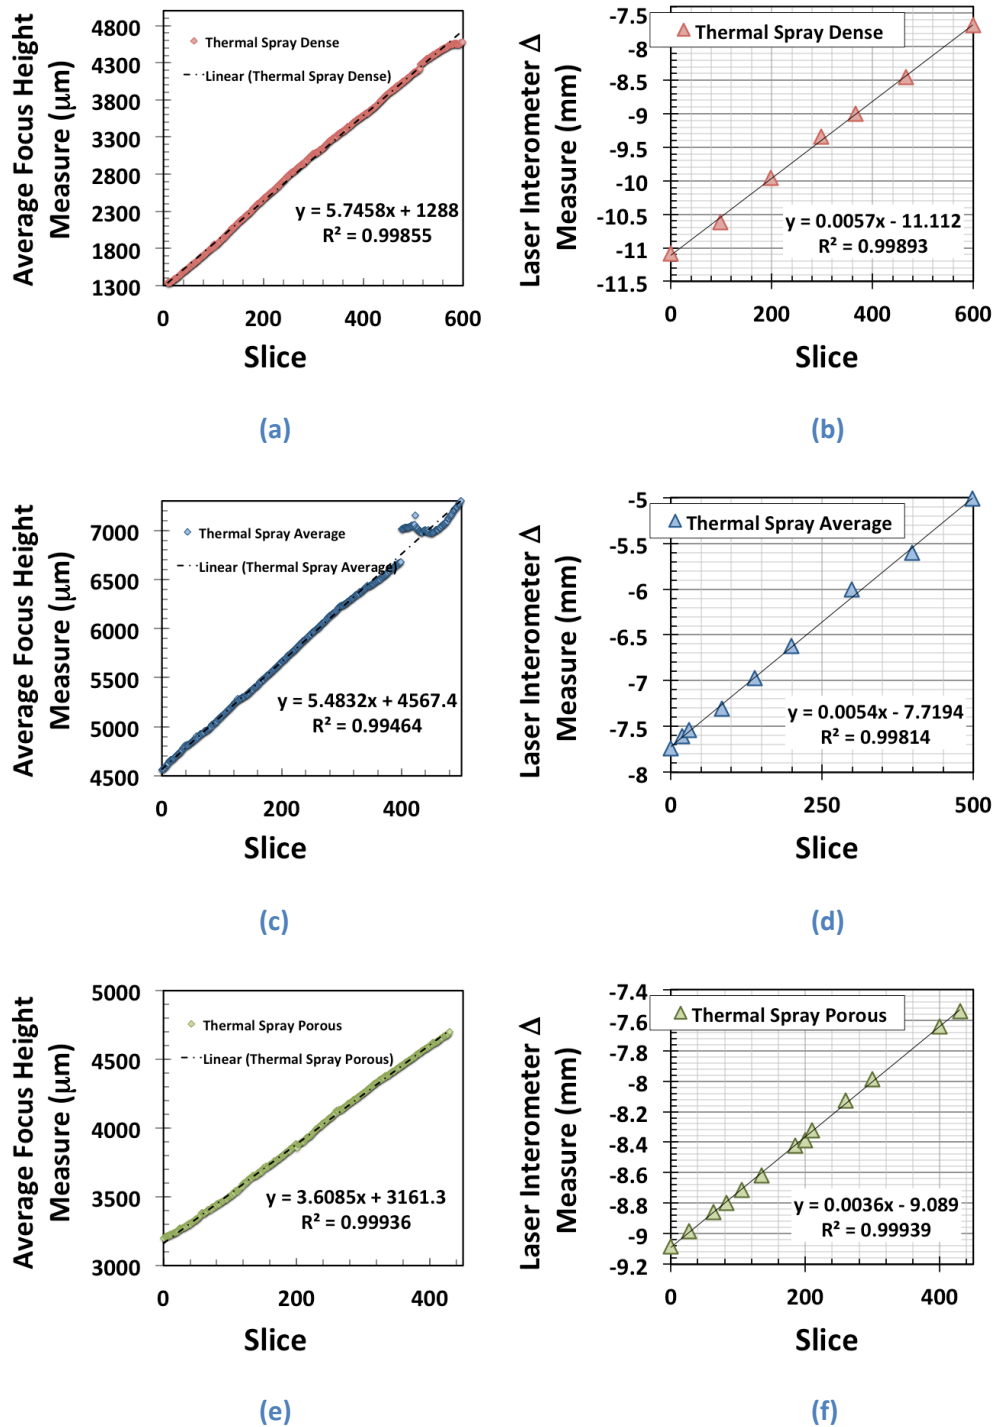 Average Focus Height
Measure (μm)
4800
4300
3800
3300
2800
2300
1800
1300
Thermal Spray Dense
Linear (Thermal Spray Dense)
y = 5.7458x + 1288
R² = 0.99855
0 200 400 600
Slice
(a)
Laser Interometer Δ
Measure (mm)
-7.5
-8
-8.5
-9
-9.5
-10
-10.5
-11
-11.5
Thermal Spray Dense
y = 0.0057x - 11.112
R² = 0.99893
0 200 400 600
Slice
(b)
Average Focus Height
Measure (μm)
7000
6500
6000
5500
5000
4500
Thermal Spray Average
Linear (Thermal Spray Average)
y = 5.4832x + 4567.4
R² = 0.99464
0 200 400
Slice
(c)
Laser Interometer Δ
Measure (mm)
-5
-5.5
-6
-6.5
-7
-7.5
-8
Thermal Spray Average
y = 0.0054x - 7.7194
R² = 0.99814
0 250 500
Slice
(d)
Average Focus Height
Measure (μm)
5000
4500
4000
3500
3000
Thermal Spray Porous
Linear (Thermal Spray Porous)
y = 3.6085x + 3161.3
R² = 0.99936
0 200 400
Slice
(e)
Laser Interometer Δ
Measure (mm)
-7.4
-7.6
-7.8
-8
-8.2
-8.4
-8.6
-8.8
-9
-9.2
Thermal Spray Porous
y = 0.0036x - 9.089
R² = 0.99939
0 200 400
Slice
(f)